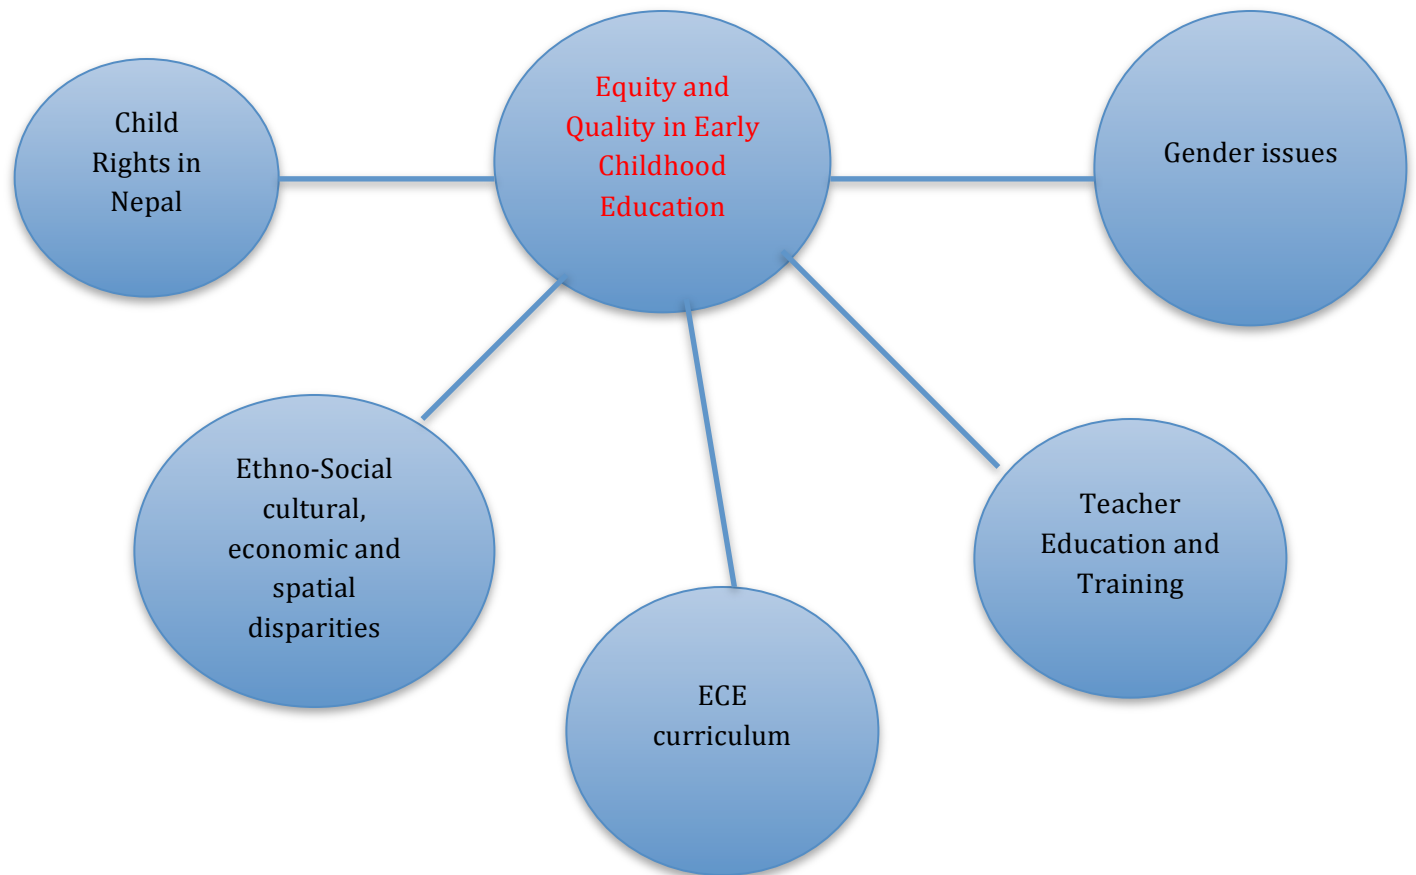 Equity and
Quality in Early
Childhood
Education
Child
Rights in
Nepal
Gender issues
Ethno-Social
cultural,
economic and
spatial
disparities
Teacher
Education and
Training
ECE
curriculum